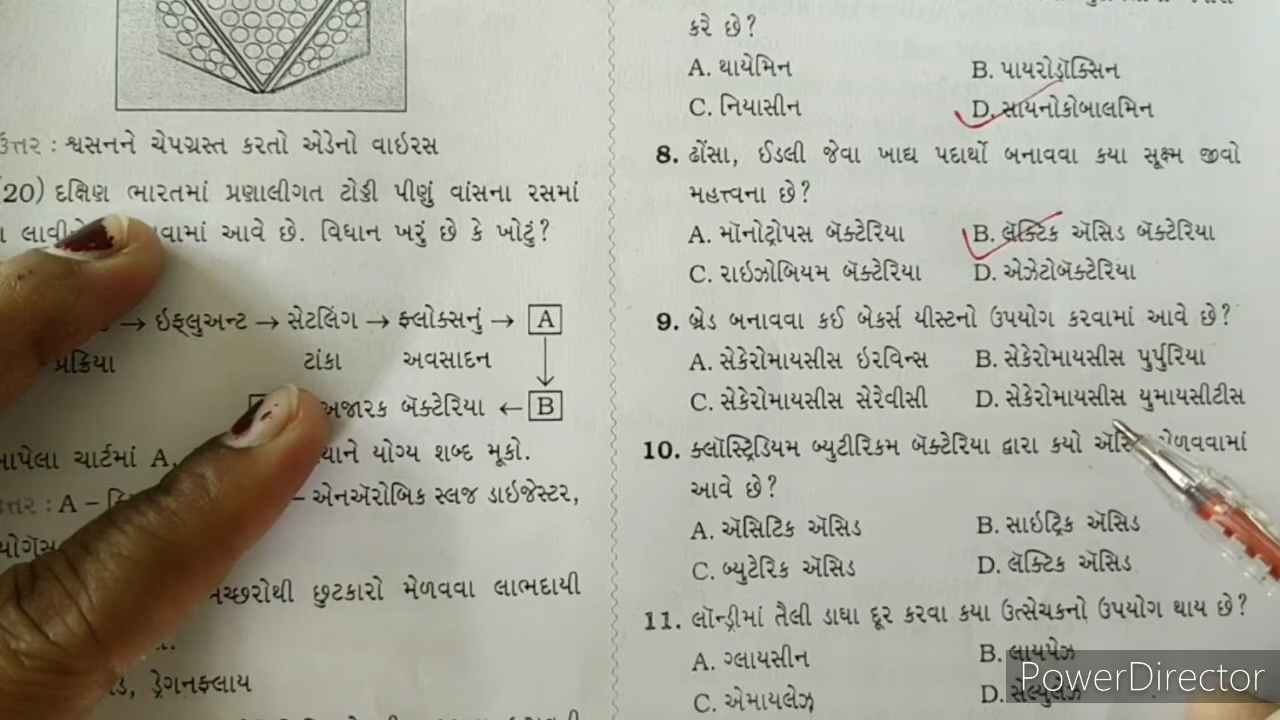 ઉત્તર : શ્વસનને ચેપગ્રસ્ત કરતો એડેનો વાઇરસ
(20) દક્ષિણ ભારતમાં પ્રણાલીગત ટોડ્ડી પીણું વાંસના રસમાં
આવે છે. વિધાન ખરું છે કે ખોટું?
→ ઇફ્લુઅન્ટ → સેટલિંગ → ફ્લોક્સનું → A
પ્રક્રિયા ટાંકા અવસાદન
અજારક બૅક્ટેરિયા ← B
આપેલા ચાર્ટમાં A, યોગ્ય શબ્દ મૂકો.
ઉત્તર : A – – એનઍરોબિક સ્લજ ડાઇજેસ્ટર,
મચ્છરોથી છુટકારો મેળવવા લાભદાયી
ડ્રેગનફ્લાય
કરે છે?
A. થાયેમિન B. પાયરોડૉક્સિન
C. નિયાસીન D. સાયનોકોબાલમિન
8. ઢોંસા, ઈડલી જેવા ખાદ્ય પદાર્થો બનાવવા કયા સૂક્ષ્મ જીવો
મહત્ત્વના છે?
A. મૉનોટ્રોપસ બૅક્ટેરિયા B. લૅક્ટિક ઍસિડ બૅક્ટેરિયા
C. રાઇઝોબિયમ બૅક્ટેરિયા D. એઝેટોબૅક્ટેરિયા
9. બ્રેડ બનાવવા કઈ બેકર્સ યીસ્ટનો ઉપયોગ કરવામાં આવે છે?
A. સેકેરોમાયસીસ ઇરવિન્સ B. સેકેરોમાયસીસ પુર્પુરિયા
C. સેકેરોમાયસીસ સેરેવીસી D. સેકેરોમાયસીસ યુમાયસીટીસ
10. ક્લૉસ્ટ્રિડિયમ બ્યુટીરિકમ બૅક્ટેરિયા દ્વારા કયો મેળવવામાં
આવે છે?
A. ઍસિટિક ઍસિડ B. સાઇટ્રિક ઍસિડ
C. બ્યુટેરિક ઍસિડ D. લૅક્ટિક ઍસિડ
11. લૉન્ડ્રીમાં તૈલી ડાઘા દૂર કરવા કયા ઉત્સેચકનો ઉપયોગ થાય છે?
A. ગ્લાયસીન B. લાયપેઝ
C. એમાયલેઝ D. સેલ્યુલેઝ
PowerDirector